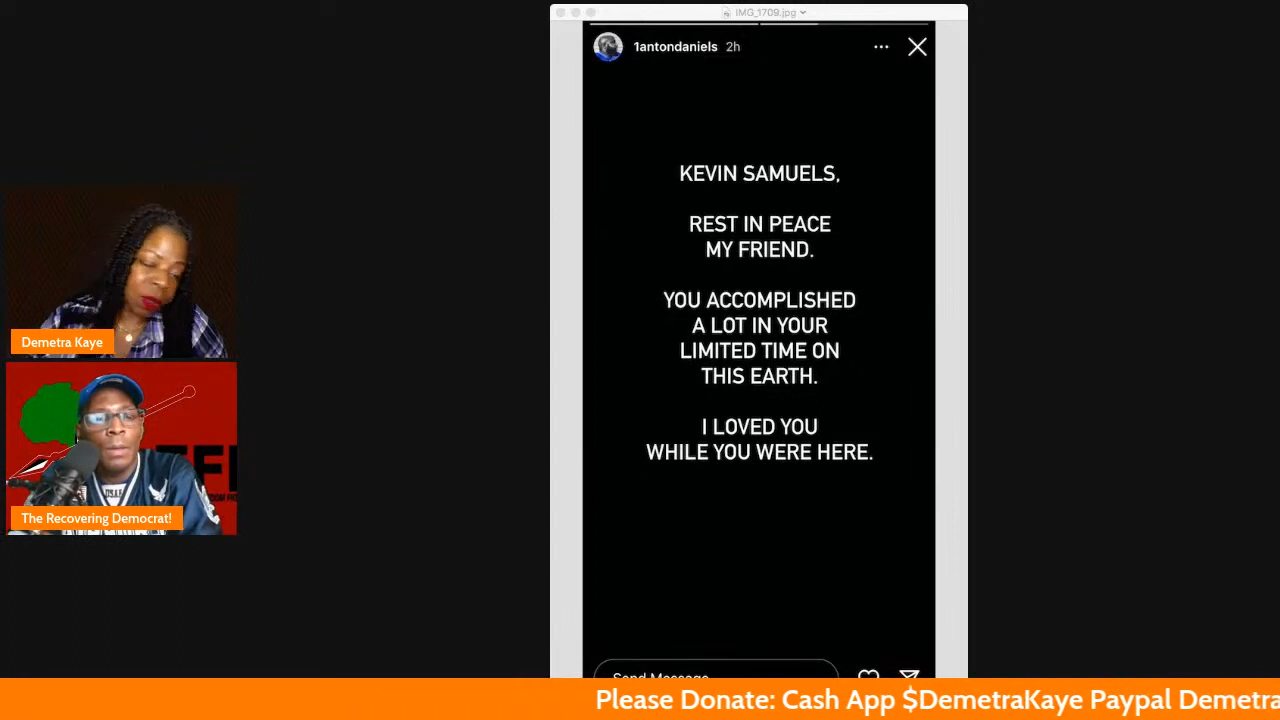 IMG_1709.jpg
1antondaniels 2h
KEVIN SAMUELS,
REST IN PEACE
MY FRIEND.
YOU ACCOMPLISHED
A LOT IN YOUR
LIMITED TIME ON
THIS EARTH.
I LOVED YOU
WHILE YOU WERE HERE.
Send Message
Demetra Kaye
The Recovering Democrat!
Please Donate: Cash App $DemetraKaye Paypal Demetra